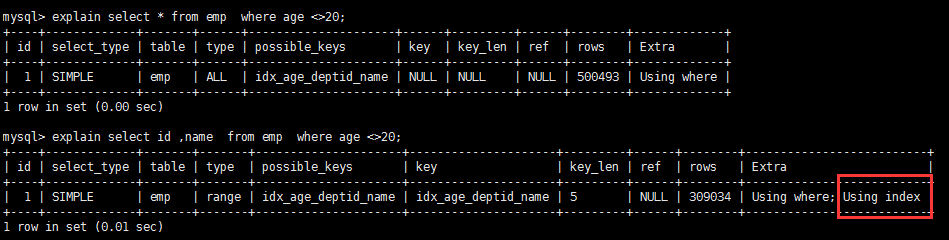 mysql> explain select * from emp  where age <>20;
+----+-------------+-------+------+----------------------+------+---------+------+--------+-------------+
| id | select_type | table | type | possible_keys        | key  | key_len | ref  | rows   | Extra       |
+----+-------------+-------+------+----------------------+------+---------+------+--------+-------------+
|  1 | SIMPLE      | emp   | ALL  | idx_age_deptid_name | NULL | NULL    | NULL | 500493 | Using where |
+----+-------------+-------+------+----------------------+------+---------+------+--------+-------------+
1 row in set (0.00 sec)
mysql> explain select id ,name  from emp  where age <>20;
+----+-------------+-------+-------+---------------------+---------------------+---------+------+--------+--------------------------+
| id | select_type | table | type  | possible_keys       | key                 | key_len | ref  | rows   | Extra                    |
+----+-------------+-------+-------+---------------------+---------------------+---------+------+--------+--------------------------+
|  1 | SIMPLE      | emp   | range | idx_age_deptid_name | idx_age_deptid_name | 5       | NULL | 309034 | Using where; Using index |
+----+-------------+-------+-------+---------------------+---------------------+---------+------+--------+--------------------------+
1 row in set (0.01 sec)